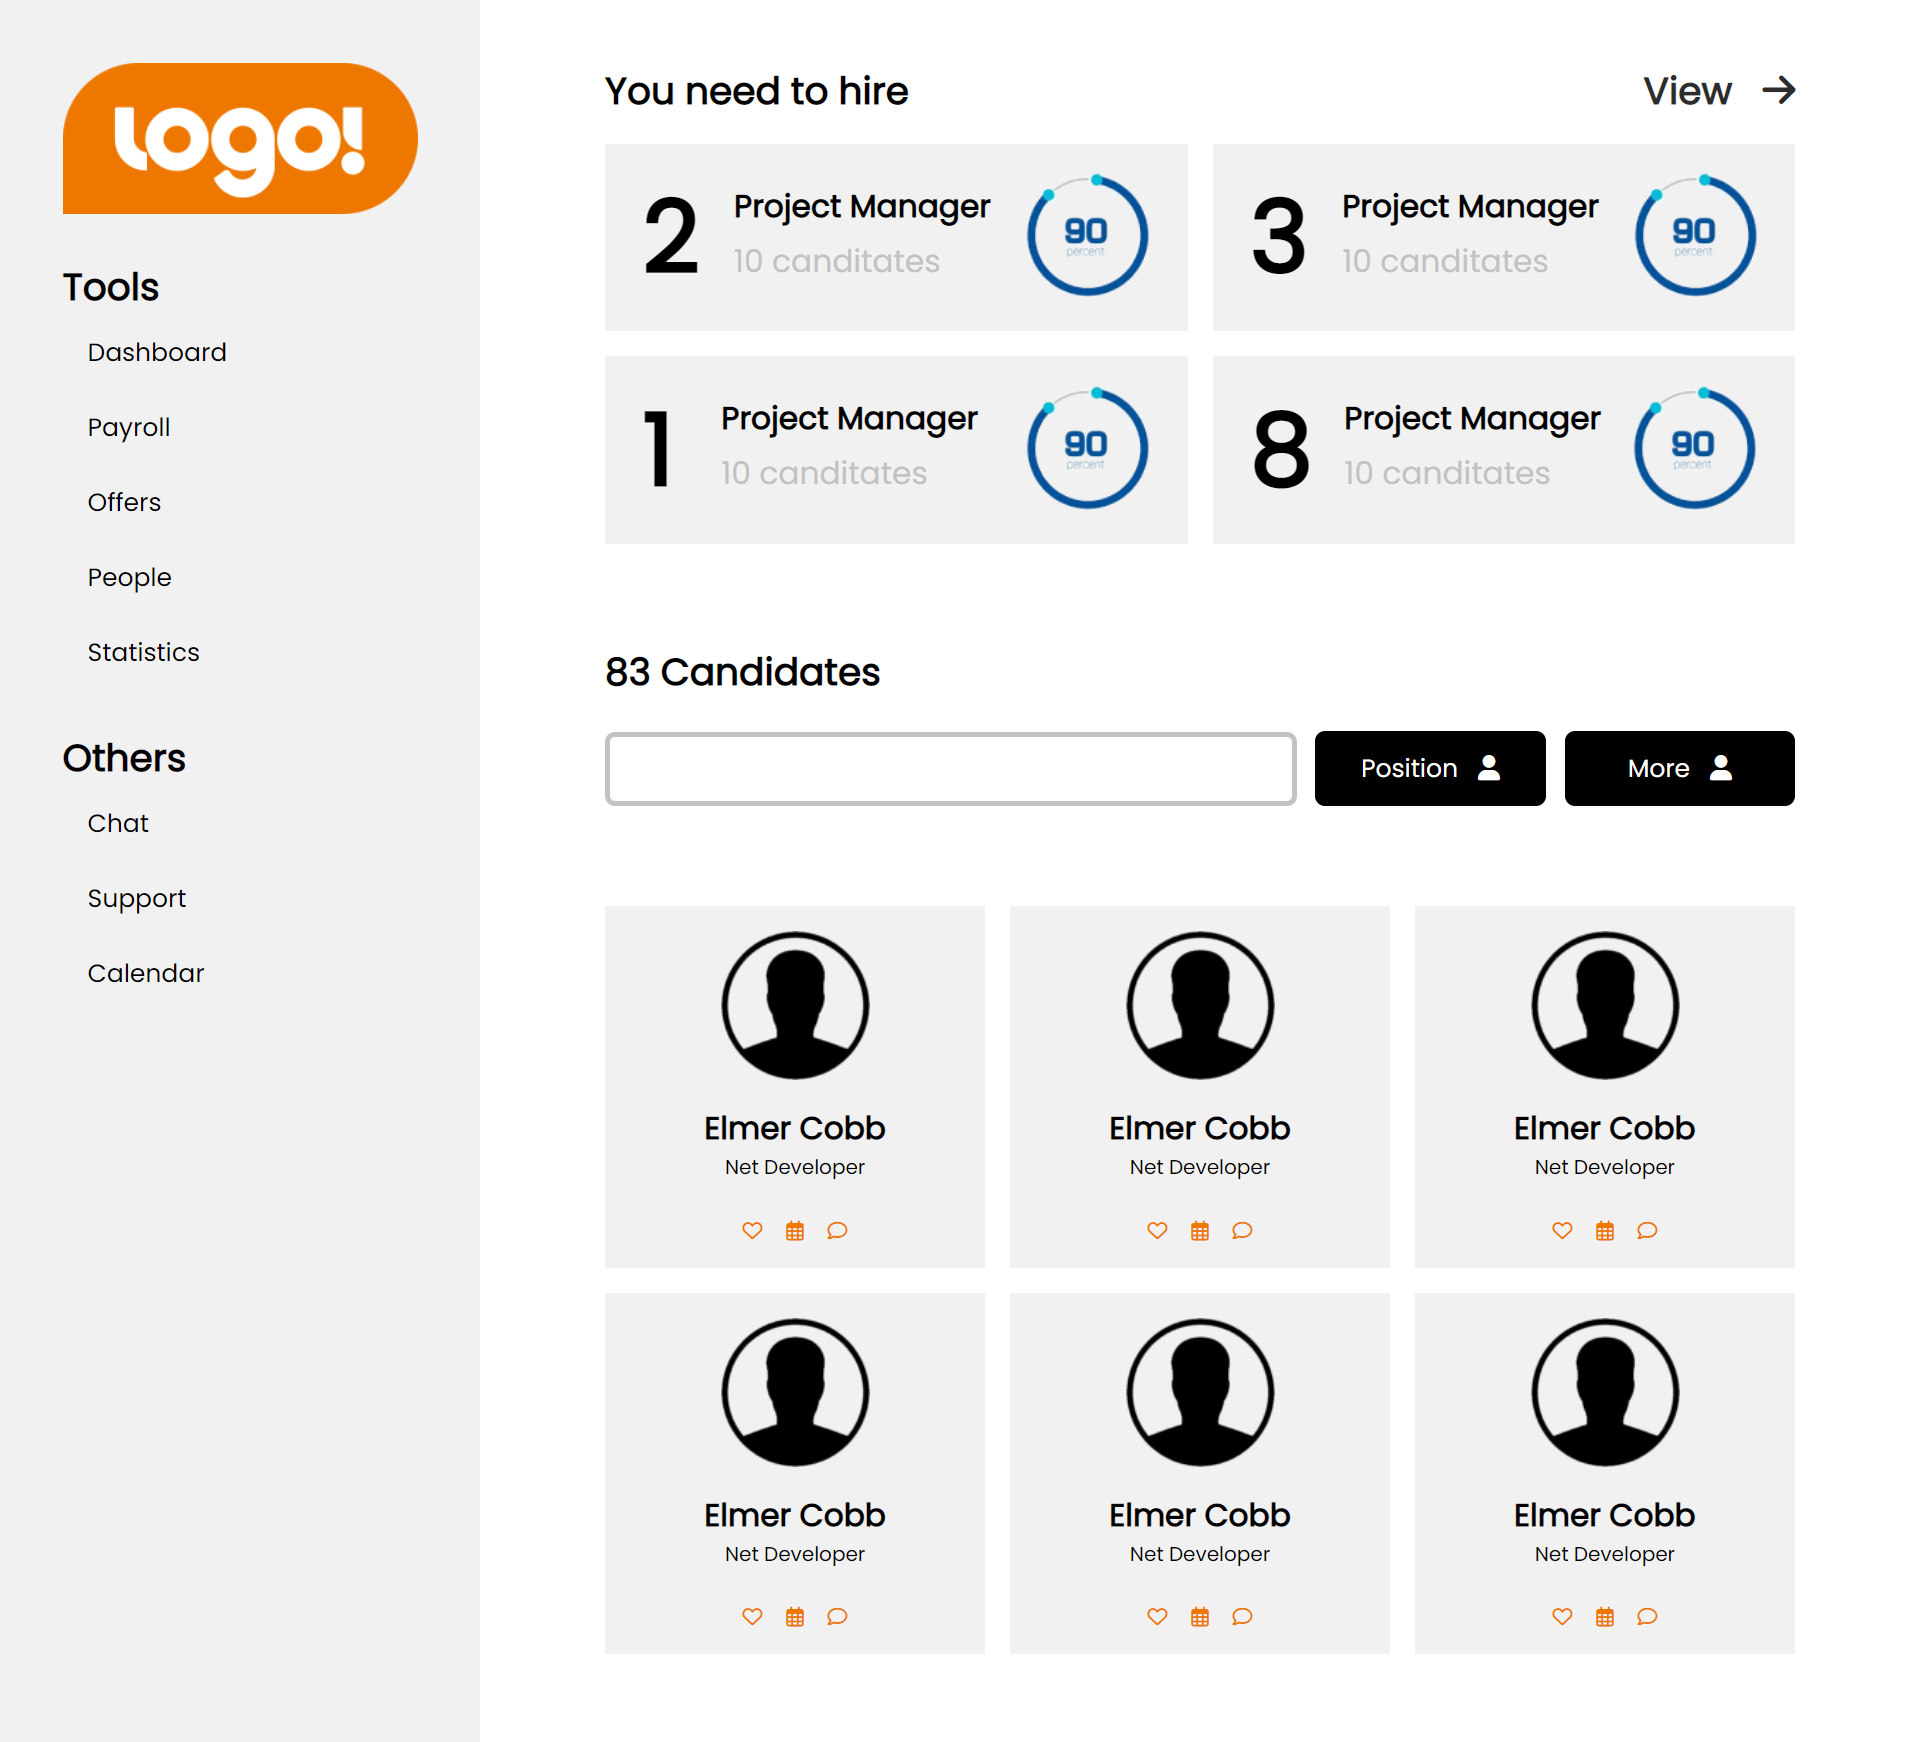 Logo!
Tools
Dashboard
Payroll
Offers
People
Statistics
Others
Chat
Support
Calendar
You need to hire
View
2
Project Manager
10 canditates
90
percent
3
Project Manager
10 canditates
90
percent
1
Project Manager
10 canditates
90
percent
8
Project Manager
10 canditates
90
percent
83 Candidates
Position
More
Elmer Cobb
Net Developer
Elmer Cobb
Net Developer
Elmer Cobb
Net Developer
Elmer Cobb
Net Developer
Elmer Cobb
Net Developer
Elmer Cobb
Net Developer